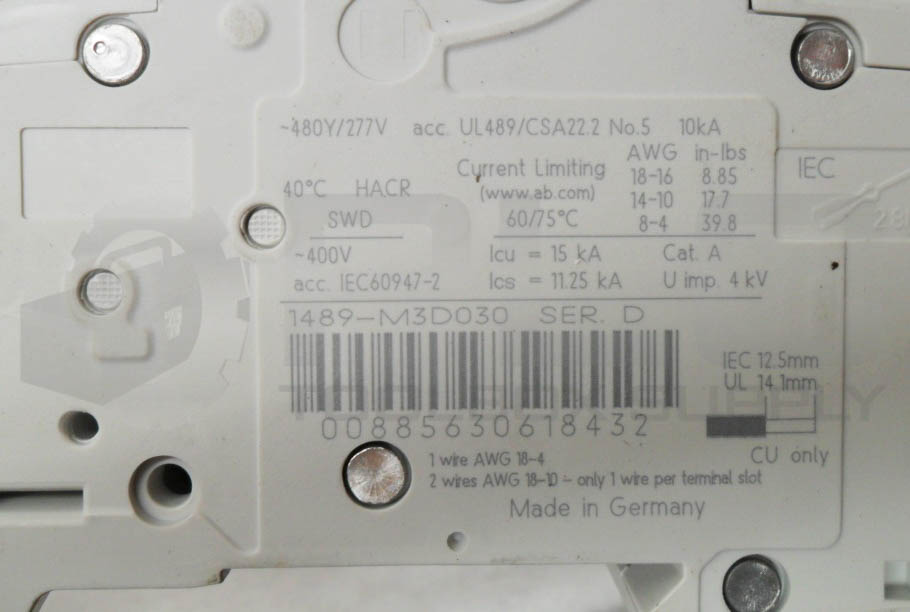 ~480Y/277V acc. UL489/CSA22.2 No.5 10kA
Current Limiting AWG in-lbs
(www.ab.com) 18-16 8.85
40°C HACR 14-10 17.7
SWD 60/75°C 8-4 39.8
IEC
~400V Icu = 15 kA Cat. A
acc. IEC60947-2 Ics = 11.25 kA U imp. 4 kV
1489-M3D030 SER. D
IEC 12.5mm
UL 14.1mm
00885630618432
CU only
1 wire AWG 18-4
2 wires AWG 18-10 - only 1 wire per terminal slot
Made in Germany